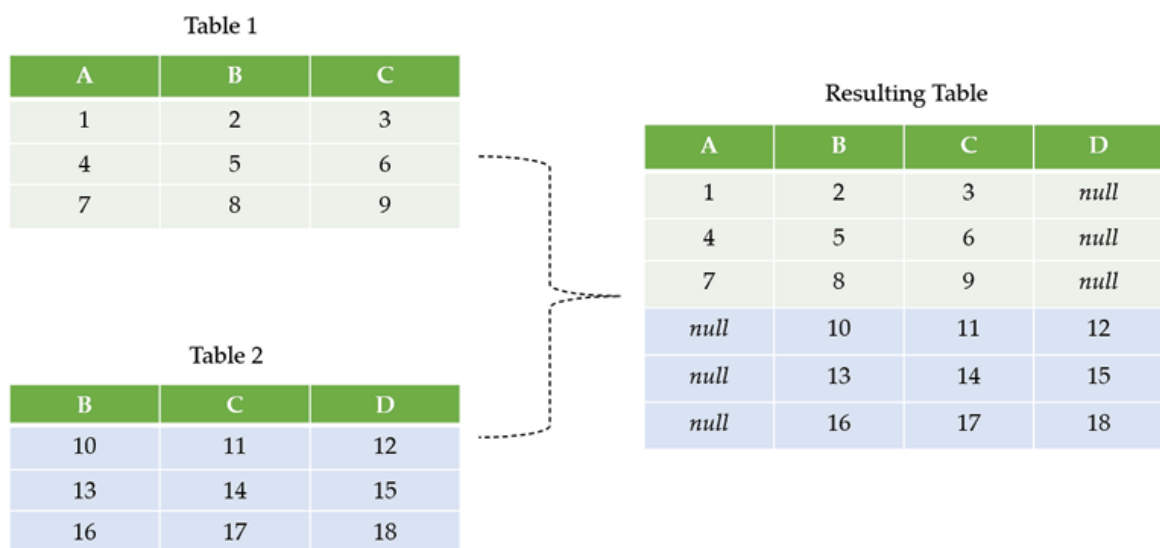 Table 1
A B C
1 2 3
4 5 6
7 8 9
Table 2
B C D
10 11 12
13 14 15
16 17 18
Resulting Table
A B C D
1 2 3 null
4 5 6 null
7 8 9 null
null 10 11 12
null 13 14 15
null 16 17 18